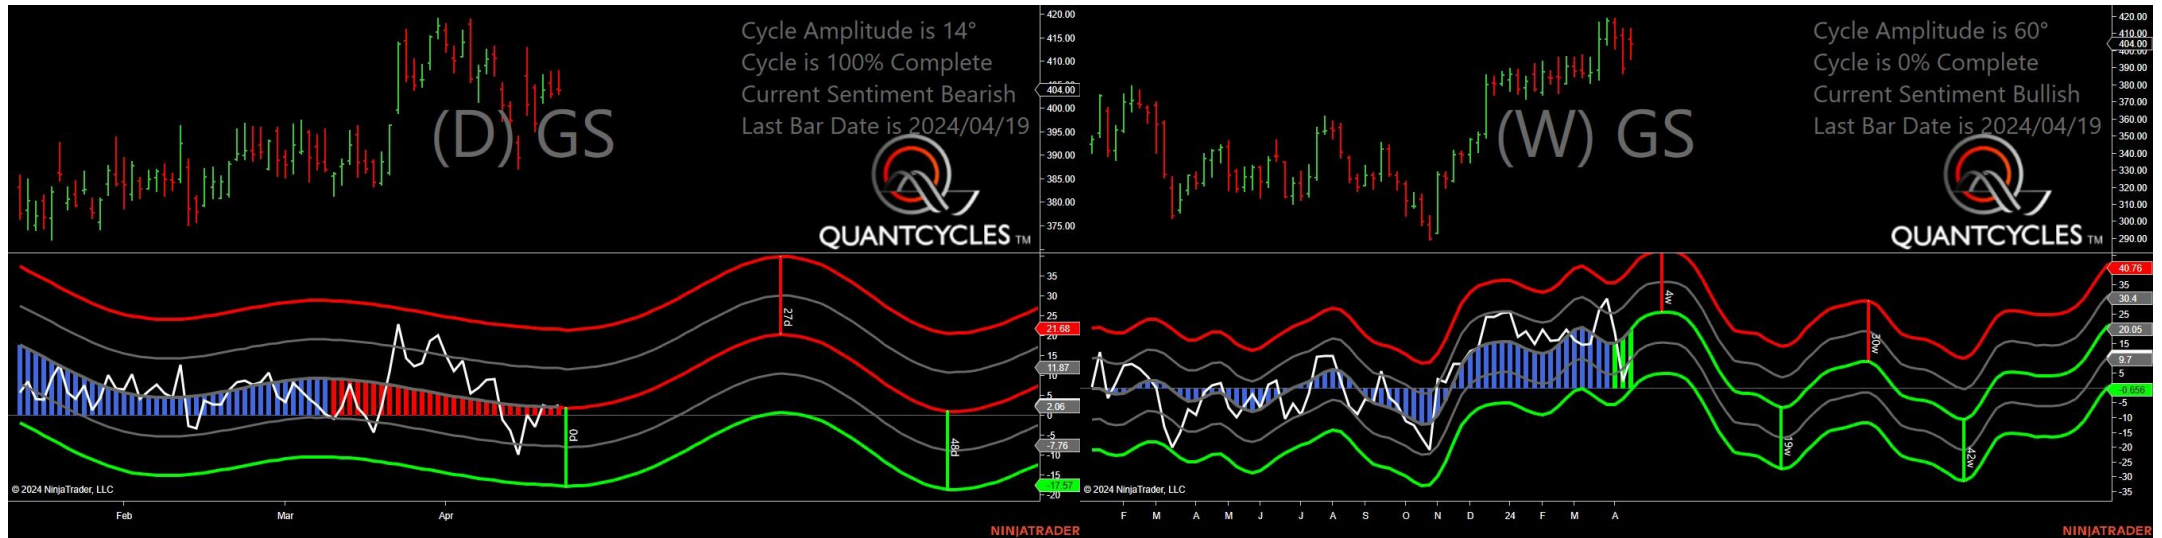 Cycle Amplitude is 14°
Cycle is 100% Complete
Current Sentiment Bearish
Last Bar Date is 2024/04/19
(D) GS
QUANTCYCLES TM
420.00
415.00
410.00
404.00
400.00
395.00
390.00
385.00
380.00
375.00
35
30
25
21.68
20
15
11.87
10
5
2.06
0
-5
-7.76
-10
-15
-17.57
-20
0d
27d
48d
© 2024 NinjaTrader, LLC
Feb Mar Apr
NINJATRADER
Cycle Amplitude is 60°
Cycle is 0% Complete
Current Sentiment Bullish
Last Bar Date is 2024/04/19
(W) GS
QUANTCYCLES TM
420.00
410.00
404.00
400.00
390.00
380.00
370.00
360.00
350.00
340.00
330.00
320.00
310.00
300.00
290.00
40.76
35
30.4
25
20.05
15
9.7
5
-0.656
-5
-10
-15
-20
-25
-30
-35
4w
19w
30w
42w
© 2024 NinjaTrader, LLC
F M A M J J A S O N D 24 F M A
NINJATRADER